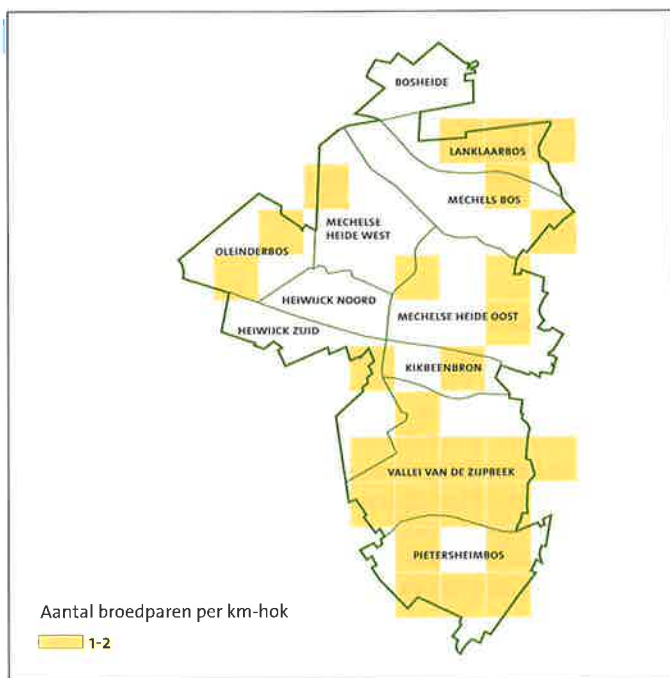 BOSHEIDE
LANKLAARBOS
MECHELS BOS
MECHELSE
HEIDE WEST
OLEINDERBOS
HEIWIJCK NOORD
MECHELSE HEIDE OOST
HEIWIJCK ZUID
KIKBEENBRON
VALLEI VAN DE ZIJPBEEK
PIETERSHEIMBOS
Aantal broedparen per km-hok
1-2